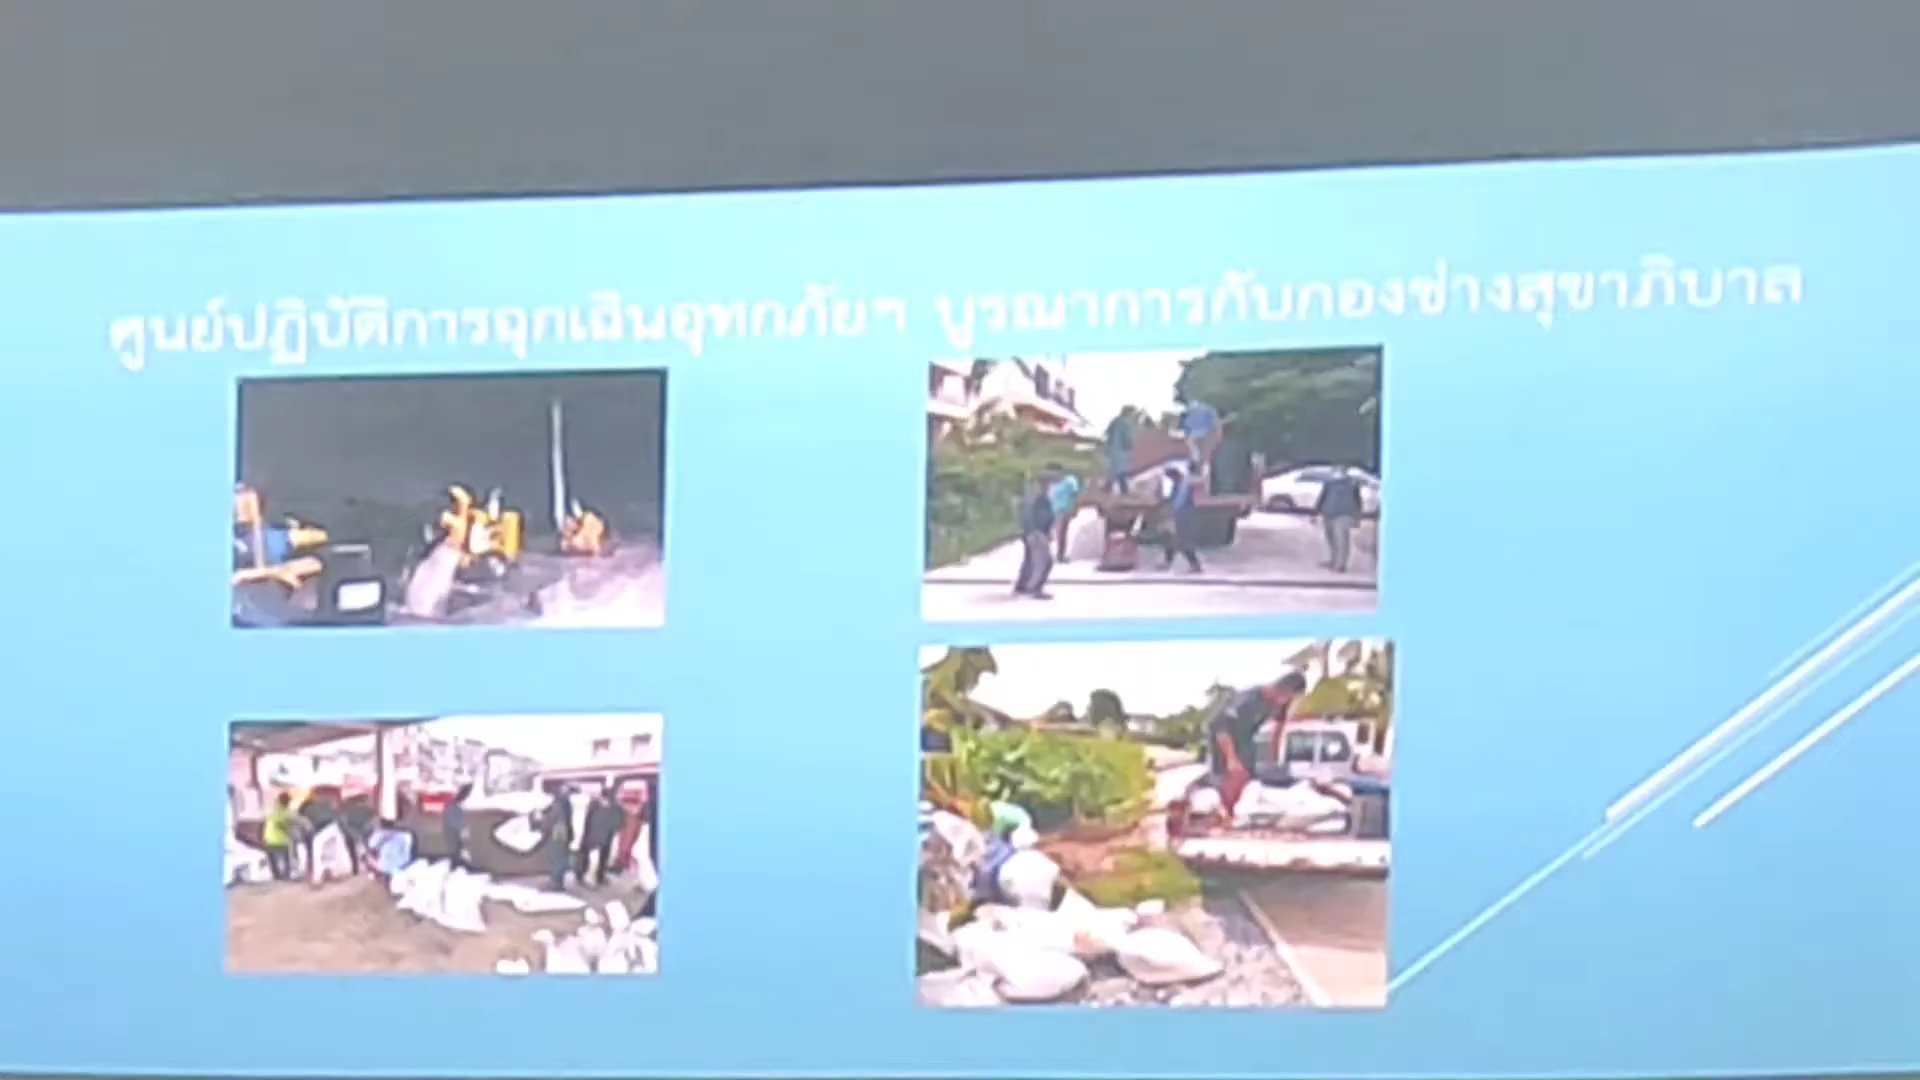 ศูนย์ปฏิบัติการฉุกเฉินอุทกภัยฯ บูรณาการกับกองช่างสุขาภิบาล